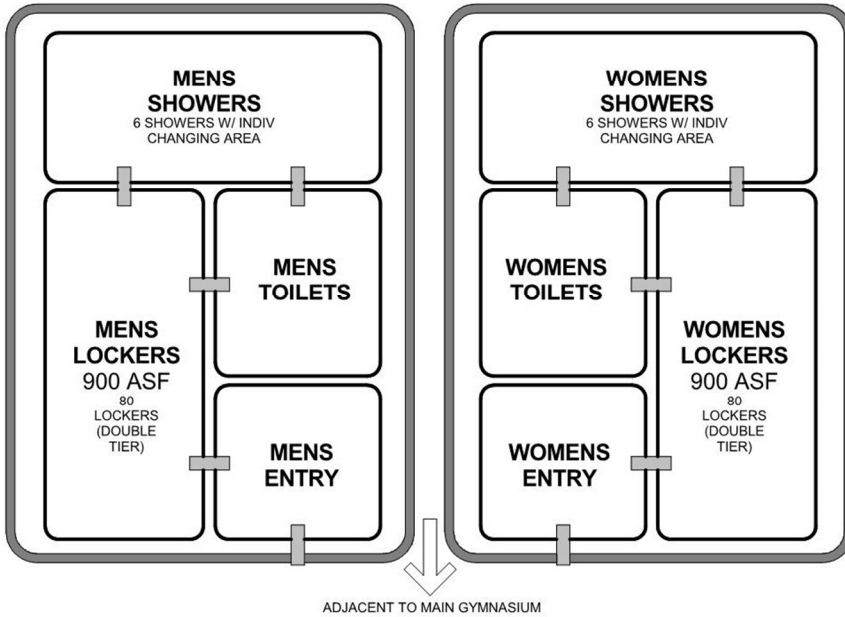 MENS
SHOWERS
6 SHOWERS W/ INDIV
CHANGING AREA
MENS
TOILETS
MENS
LOCKERS
900 ASF
80
LOCKERS
(DOUBLE
TIER)
MENS
ENTRY
WOMENS
SHOWERS
6 SHOWERS W/ INDIV
CHANGING AREA
WOMENS
TOILETS
WOMENS
LOCKERS
900 ASF
80
LOCKERS
(DOUBLE
TIER)
WOMENS
ENTRY
ADJACENT TO MAIN GYMNASIUM